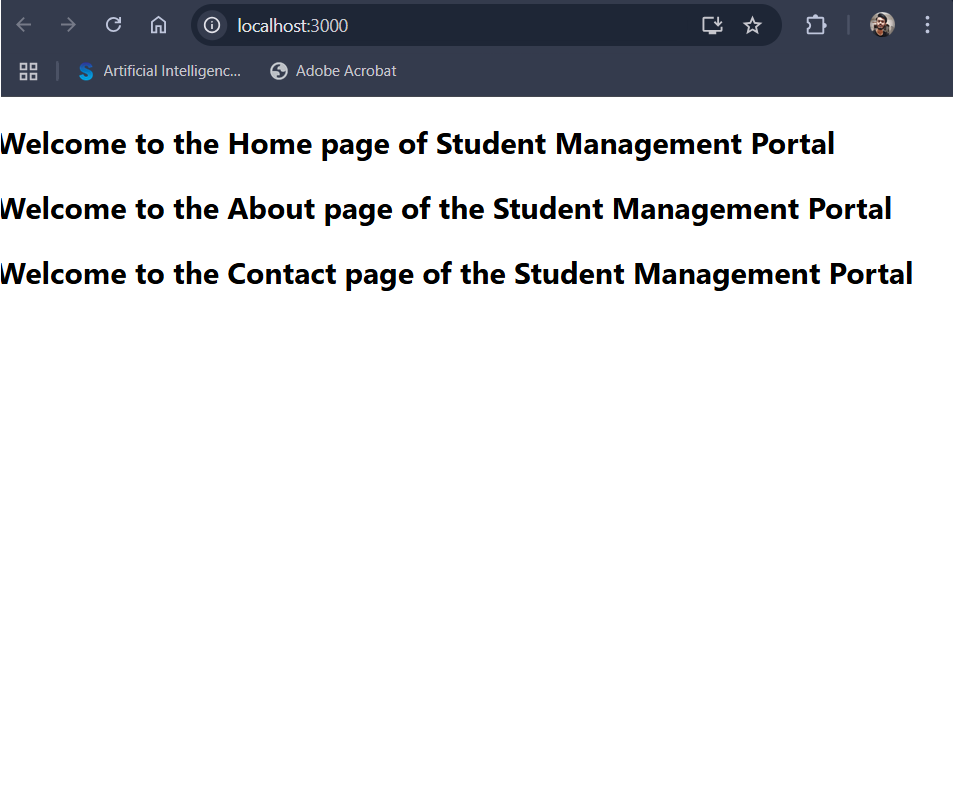 localhost:3000
Artificial Intelligenc...
Adobe Acrobat
Welcome to the Home page of Student Management Portal
Welcome to the About page of the Student Management Portal
Welcome to the Contact page of the Student Management Portal